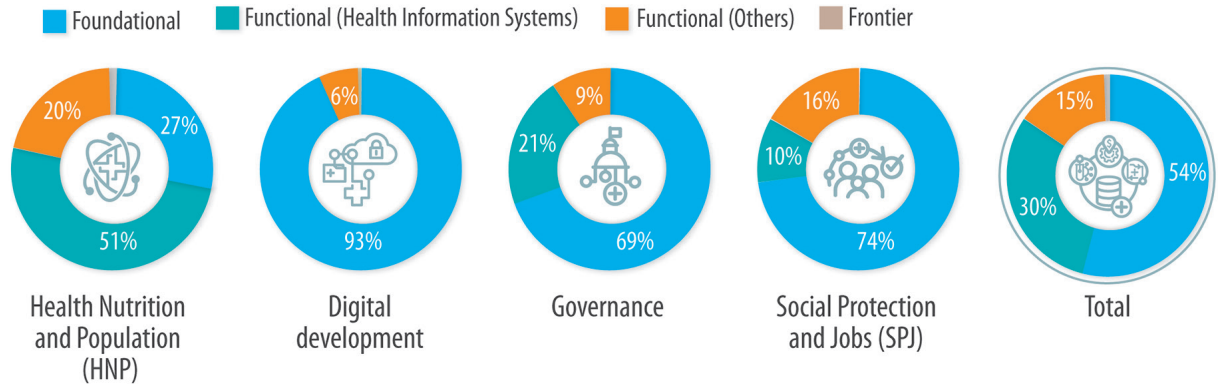 Foundational
Functional (Health Information Systems)
Functional (Others)
Frontier
20%
27%
51%
6%
93%
9%
21%
69%
16%
10%
74%
15%
54%
30%
Health Nutrition
and Population
(HNP)
Digital
development
Governance
Social Protection
and Jobs (SPJ)
Total